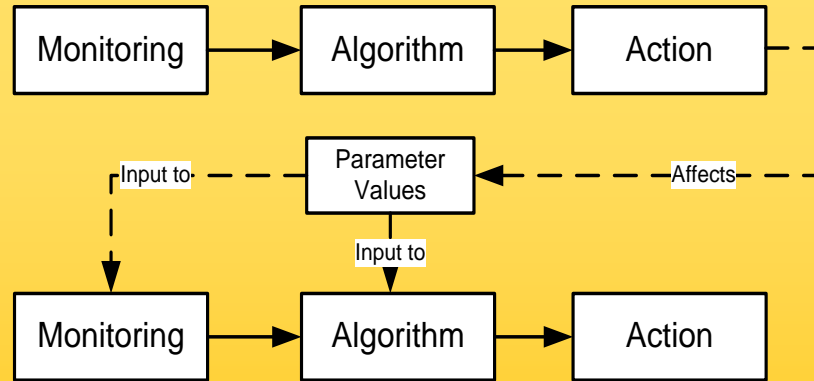 Monitoring
Algorithm
Action
Input to
Parameter
Values
Affects
Input to
Monitoring
Algorithm
Action